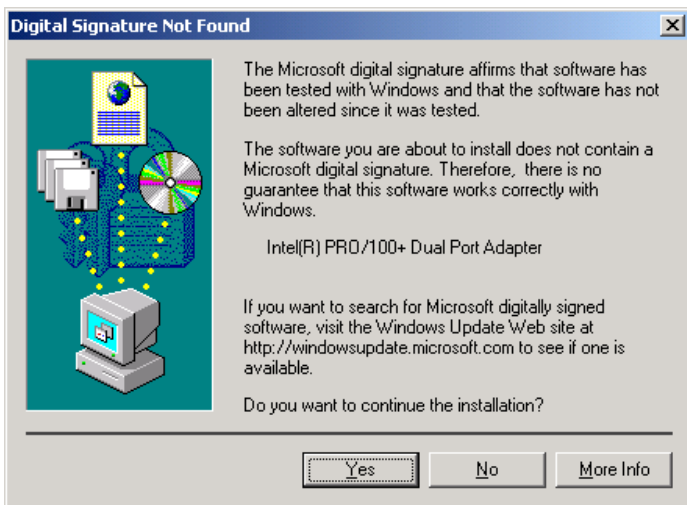 Digital Signature Not Found
The Microsoft digital signature affirms that software has
been tested with Windows and that the software has not
been altered since it was tested.
The software you are about to install does not contain a
Microsoft digital signature. Therefore, there is no
guarantee that this software works correctly with
Windows.
Intel(R) PRO/100+ Dual Port Adapter
If you want to search for Microsoft digitally signed
software, visit the Windows Update Web site at
http://windowsupdate.microsoft.com to see if one is
available.
Do you want to continue the installation?
Yes No More Info